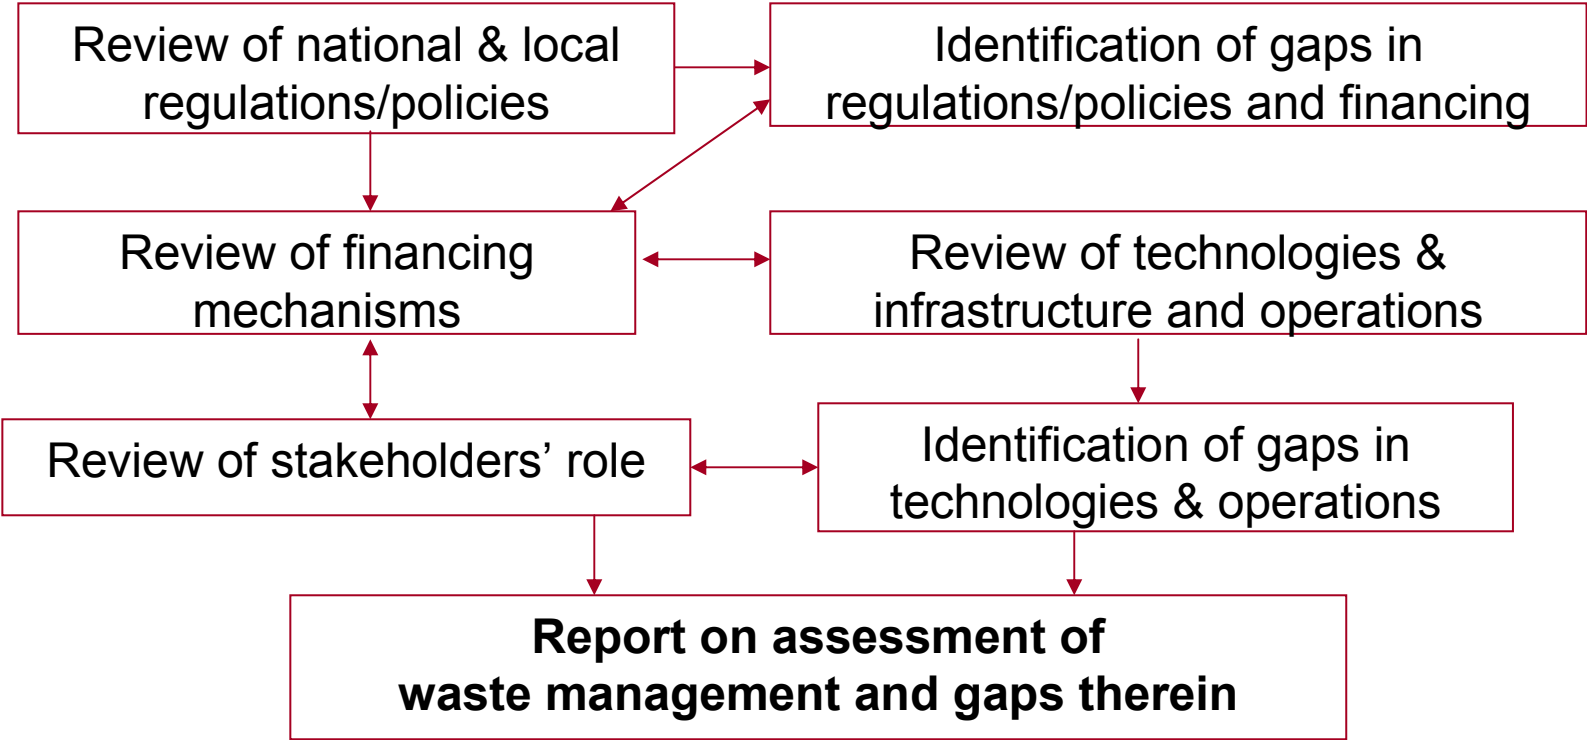 Review of national & local
regulations/policies
Identification of gaps in
regulations/policies and financing
Review of financing
mechanisms
Review of technologies &
infrastructure and operations
Review of stakeholders’ role
Identification of gaps in
technologies & operations
Report on assessment of
waste management and gaps therein